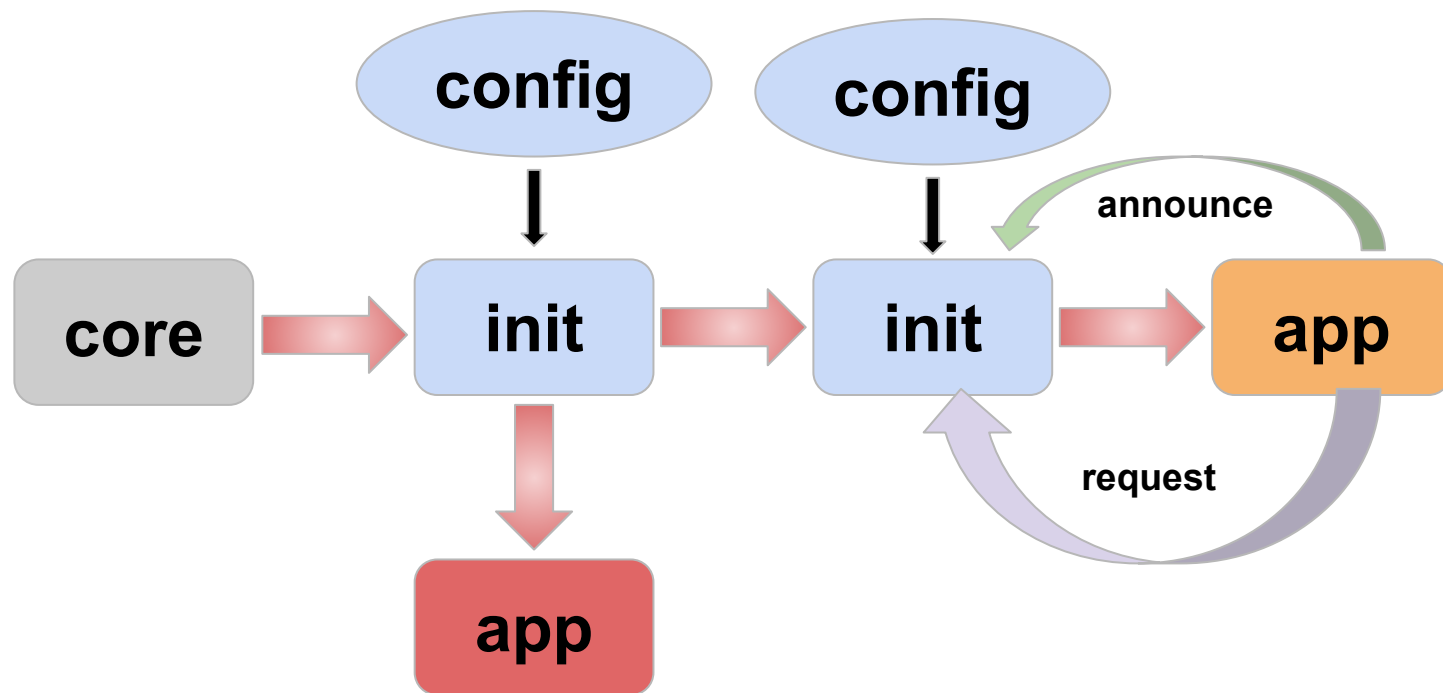 config
config
announce
core
init
init
app
request
app